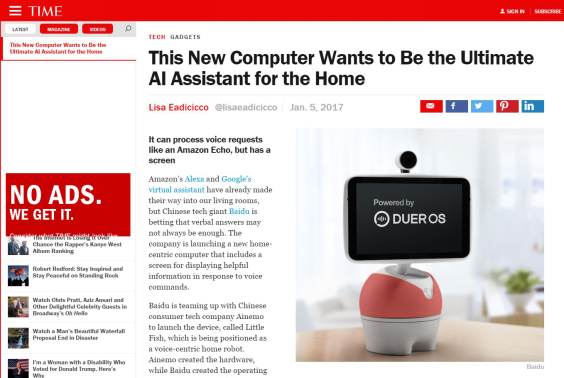 TIME
SIGN IN
SUBSCRIBE
LATEST
MAGAZINE
VIDEOS
This New Computer Wants to Be the
Ultimate AI Assistant for the Home
NO ADS.
WE GET IT.
The Internet Is Losing It Over
Chance the Rapper's Kanye West
Album Ranking
Robert Redford: Stay Inspired and
Stay Peaceful on Standing Rock
Watch Chris Pratt, Aziz Ansari and
Other Delightful Celebrity Guests in
Broadway's Oh Hello
Watch a Man's Beautiful Waterfall
Proposal End in Disaster
I'm a Woman with a Disability Who
Voted for Donald Trump. Here's
Why
TECH GADGETS
This New Computer Wants to Be the Ultimate
AI Assistant for the Home
Lisa Eadicicco @lisaeadicicco Jan. 5, 2017
It can process voice requests
like an Amazon Echo, but has a
screen
Amazon's Alexa and Google's
virtual assistant have already made
their way into our living rooms,
but Chinese tech giant Baidu is
betting that verbal answers may
not always be enough. The
company is launching a new home-
centric computer that includes a
screen for displaying helpful
information in response to voice
commands.
Baidu is teaming up with Chinese
consumer tech company Ainemo
to launch the device, called Little
Fish, which is being positioned as
a voice-centric home robot.
Ainemo created the hardware,
while Baidu created the operating
Powered by
DUER OS
Baidu